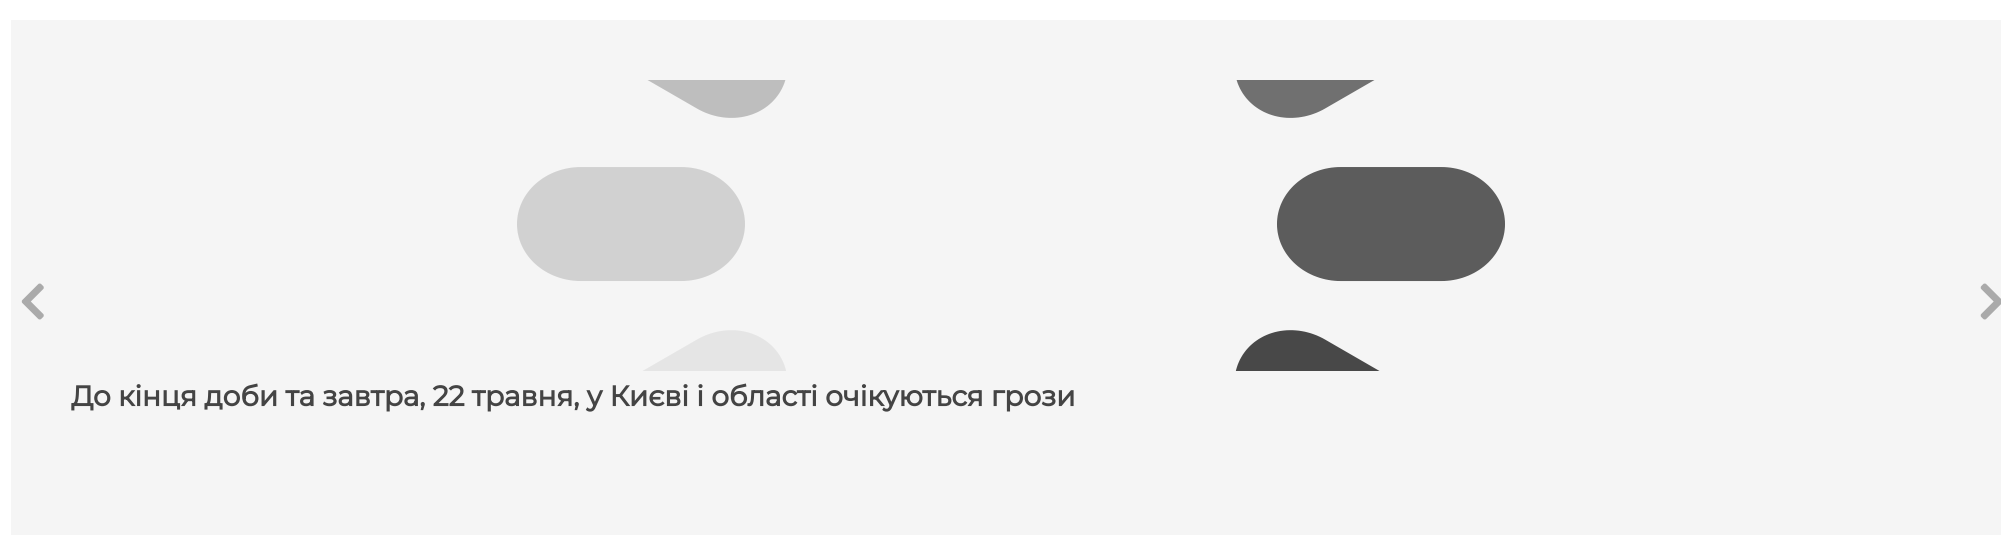 До кінця доби та завтра, 22 травня, у Києві і області очікуються грози